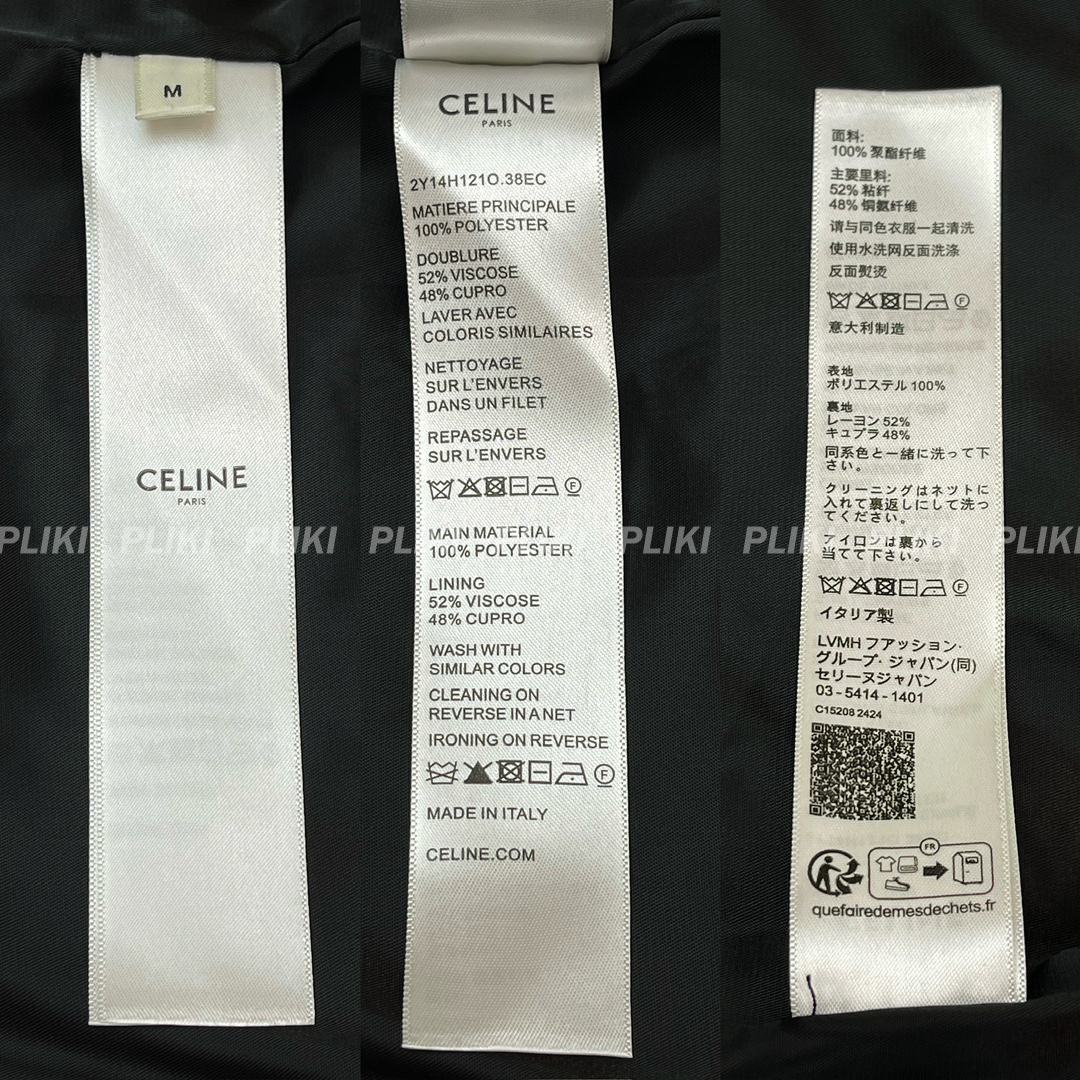 M
CELINE
PARIS
CELINE
PARIS
2Y14H121O.38EC
MATIERE PRINCIPALE
100% POLYESTER
DOUBLURE
52% VISCOSE
48% CUPRO
LAVER AVEC
COLORIS SIMILAIRES
NETTOYAGE
SUR L'ENVERS
DANS UN FILET
REPASSAGE
SUR L'ENVERS
F
MAIN MATERIAL
100% POLYESTER
LINING
52% VISCOSE
48% CUPRO
WASH WITH
SIMILAR COLORS
CLEANING ON
REVERSE IN A NET
IRONING ON REVERSE
F
MADE IN ITALY
CELINE.COM
面料:
100% 聚酯纤维
主要里料:
52% 粘纤
48% 铜氨纤维
请与同色衣服一起清洗
使用水洗网反面洗涤
反面熨烫
F
意大利制造
表地
ポリエステル 100%
裏地
レーヨン 52%
キュプラ 48%
同系色と一緒に洗って下
さい。
クリーニングはネットに
入れて裏返しにして洗っ
てください。
アイロンは裏から
当てて下さい。
F
イタリア製
LVMH フアッション·
グループ· ジャパン(同)
セリーヌジャパン
03-5414-1401
C15208 2424
FR
quefairedemesdechets.fr
PLIKI PLIKI PLIKI PLIKI PLIKI PLIKI PLIKI PLIKI PLIKI